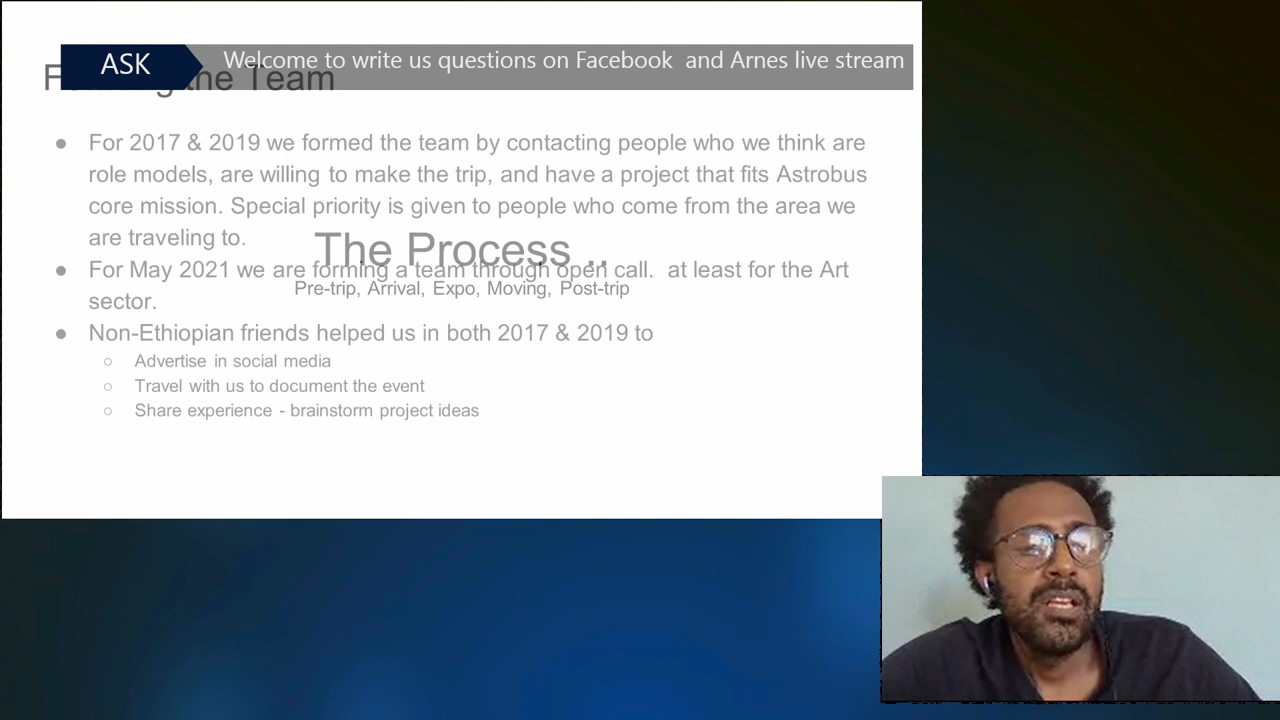 ASK
Welcome to write us questions on Facebook and Arnes live stream
the Team
● For 2017 & 2019 we formed the team by contacting people who we think are
role models, are willing to make the trip, and have a project that fits Astrobus
core mission. Special priority is given to people who come from the area we
are traveling to.
The Process ..
● For May 2021 we are forming a team through open call. at least for the Art
Pre-trip, Arrival, Expo, Moving, Post-trip
sector.
● Non-Ethiopian friends helped us in both 2017 & 2019 to
○ Advertise in social media
○ Travel with us to document the event
○ Share experience - brainstorm project ideas